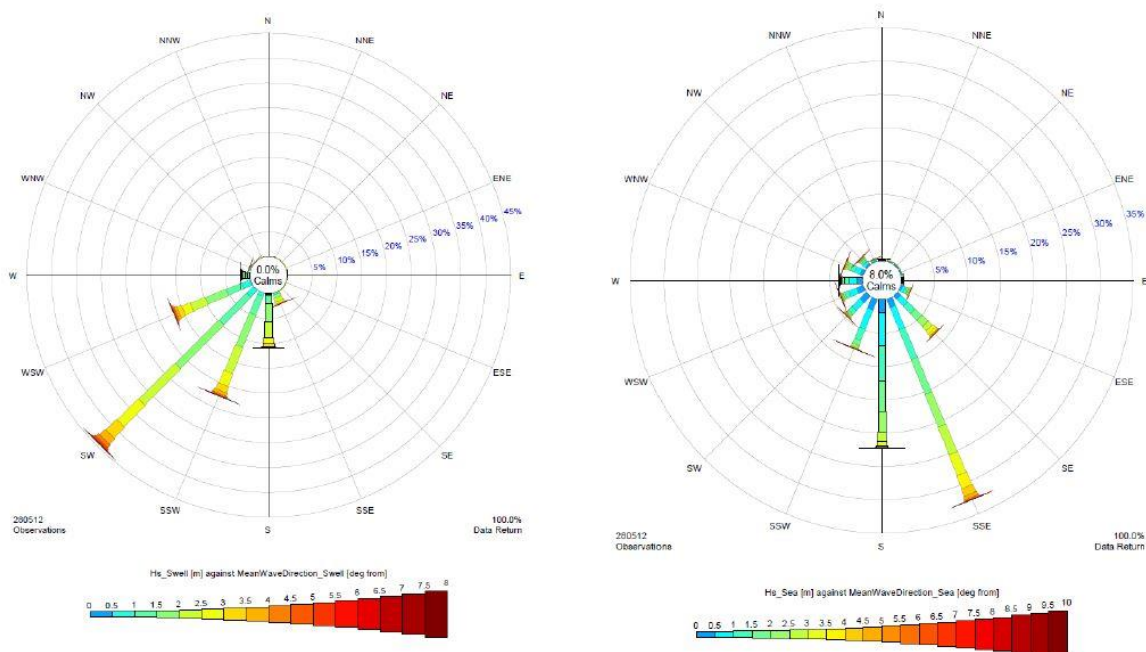 N
NNW
NNE
NW
NE
WNW
ENE
5%
10%
15%
20%
25%
30%
35%
40%
45%
W
0.0%
Calms
E
WSW
ESE
SW
SE
SSW
SSE
S
280512
Observations
100.0%
Data Return
Hs_Swell [m] against MeanWaveDirection_Swell [deg from]
0 0.5 1 1.5 2 2.5 3 3.5 4 4.5 5 5.5 6 6.5 7 7.5 8
N
NNW
NNE
NW
NE
WNW
ENE
5%
10%
15%
20%
25%
30%
35%
W
8.0%
Calms
E
WSW
ESE
SW
SE
SSW
SSE
S
280512
Observations
100.0%
Data Return
Hs_Sea [m] against MeanWaveDirection_Sea [deg from]
0 0.5 1 1.5 2 2.5 3 3.5 4 4.5 5 5.5 6 6.5 7 7.5 8 8.5 9 9.5 10